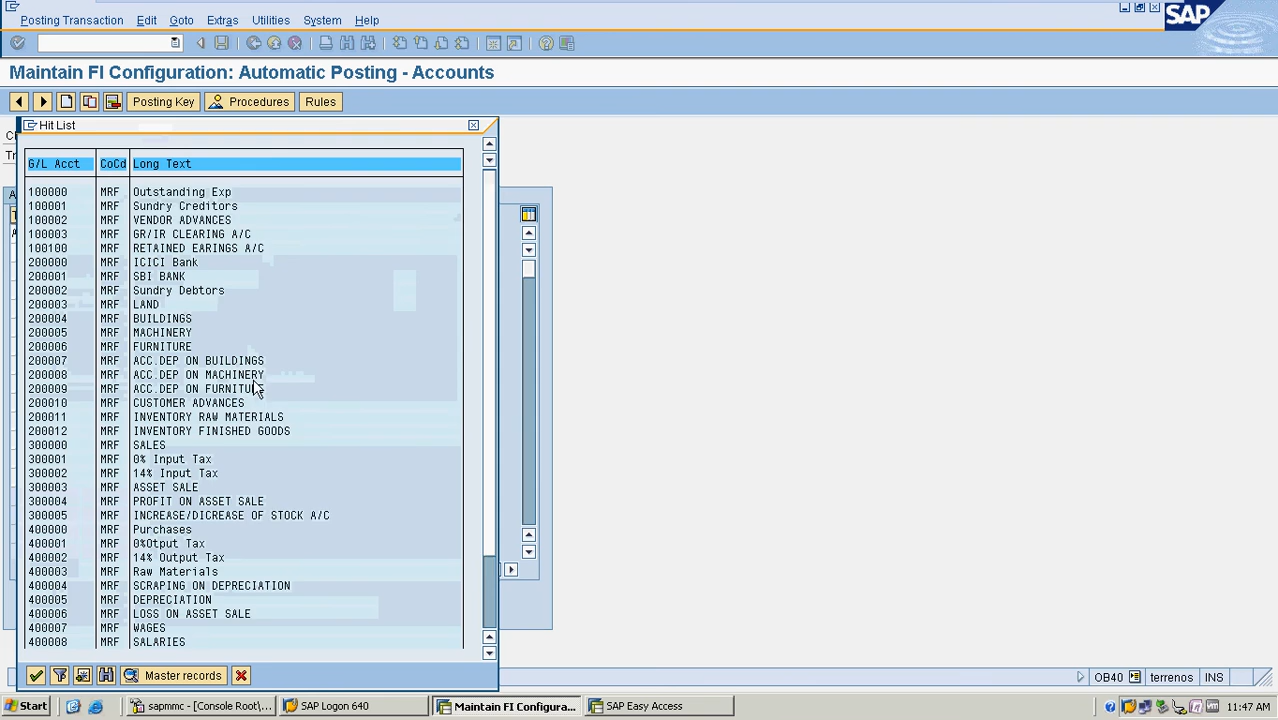 Posting Transaction Edit Goto Extras Utilities System Help
SAP
Maintain FI Configuration: Automatic Posting - Accounts
Posting Key Procedures Rules
Hit List
G/L Acct CoCd Long Text
100000 MRF Outstanding Exp
100001 MRF Sundry Creditors
100002 MRF VENDOR ADVANCES
100003 MRF GR/IR CLEARING A/C
100100 MRF RETAINED EARINGS A/C
200000 MRF ICICI Bank
200001 MRF SBI BANK
200002 MRF Sundry Debtors
200003 MRF LAND
200004 MRF BUILDINGS
200005 MRF MACHINERY
200006 MRF FURNITURE
200007 MRF ACC.DEP ON BUILDINGS
200008 MRF ACC.DEP ON MACHINERY
200009 MRF ACC.DEP ON FURNITURE
200010 MRF CUSTOMER ADVANCES
200011 MRF INVENTORY RAW MATERIALS
200012 MRF INVENTORY FINISHED GOODS
300000 MRF SALES
300001 MRF 0% Input Tax
300002 MRF 14% Input Tax
300003 MRF ASSET SALE
300004 MRF PROFIT ON ASSET SALE
300005 MRF INCREASE/DICREASE OF STOCK A/C
400000 MRF Purchases
400001 MRF 0%Otput Tax
400002 MRF 14% Output Tax
400003 MRF Raw Materials
400004 MRF SCRAPING ON DEPRECIATION
400005 MRF DEPRECIATION
400006 MRF LOSS ON ASSET SALE
400007 MRF WAGES
400008 MRF SALARIES
Master records
OB40 terrenos INS
Start sapmmc - [Console Root\... SAP Logon 640 Maintain FI Configura... SAP Easy Access 11:47 AM